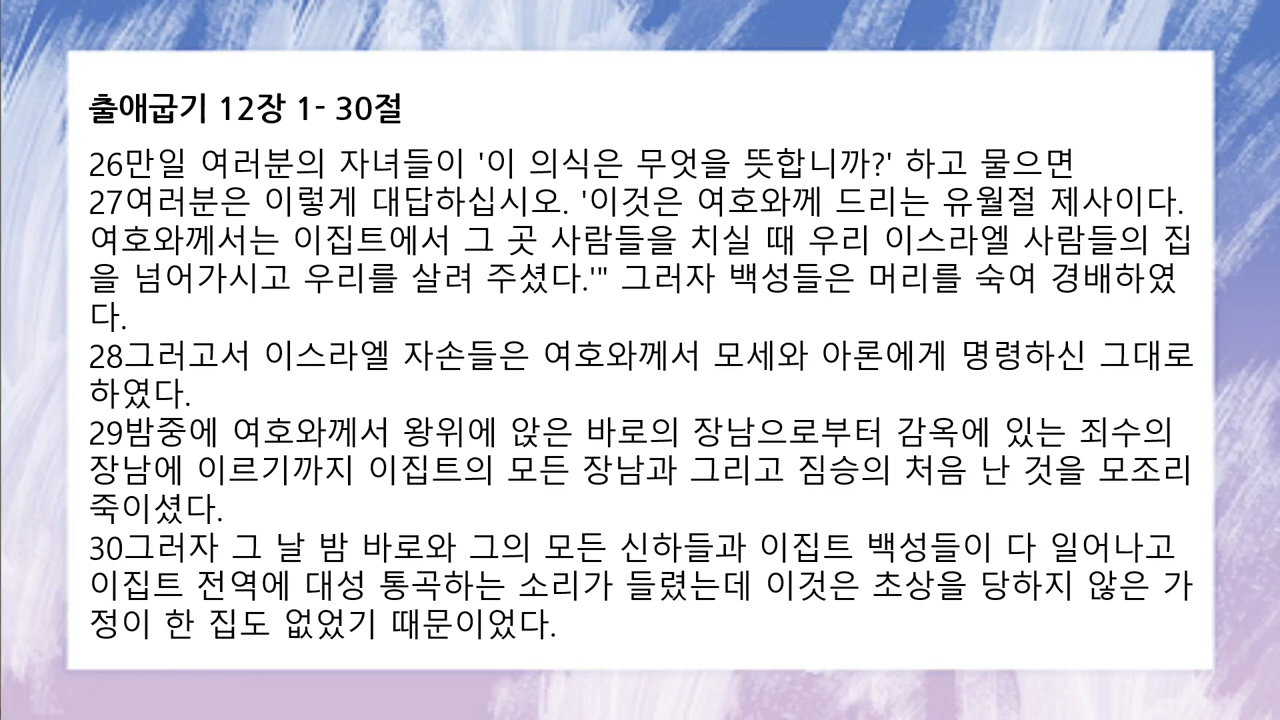 출애굽기 12장 1- 30절
26만일 여러분의 자녀들이 '이 의식은 무엇을 뜻합니까?' 하고 물으면
27여러분은 이렇게 대답하십시오. '이것은 여호와께 드리는 유월절 제사이다.
여호와께서는 이집트에서 그 곳 사람들을 치실 때 우리 이스라엘 사람들의 집
을 넘어가시고 우리를 살려 주셨다.'" 그러자 백성들은 머리를 숙여 경배하였
다.
28그러고서 이스라엘 자손들은 여호와께서 모세와 아론에게 명령하신 그대로
하였다.
29밤중에 여호와께서 왕위에 앉은 바로의 장남으로부터 감옥에 있는 죄수의
장남에 이르기까지 이집트의 모든 장남과 그리고 짐승의 처음 난 것을 모조리
죽이셨다.
30그러자 그 날 밤 바로와 그의 모든 신하들과 이집트 백성들이 다 일어나고
이집트 전역에 대성 통곡하는 소리가 들렸는데 이것은 초상을 당하지 않은 가
정이 한 집도 없었기 때문이었다.